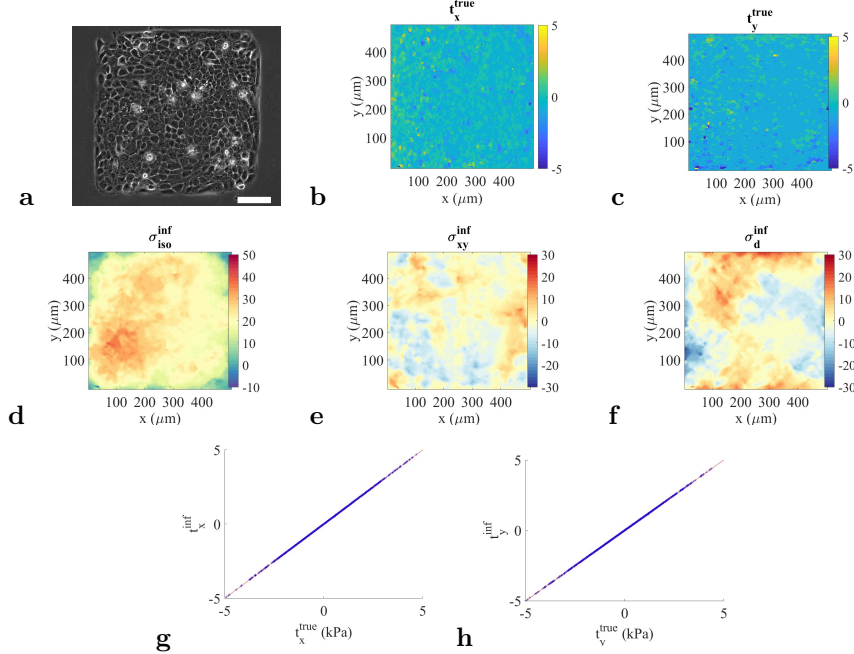 t_x^true
t_y^true
y (μm)
400
300
200
100
5
0
-5
100 200 300 400
x (μm)
y (μm)
400
300
200
100
5
0
-5
100 200 300 400
x (μm)
a
b
c
σ_iso^inf
σ_xy^inf
σ_d^inf
y (μm)
400
300
200
100
50
40
30
20
10
0
-10
100 200 300 400
x (μm)
y (μm)
400
300
200
100
30
20
10
0
-10
-20
-30
100 200 300 400
x (μm)
y (μm)
400
300
200
100
30
20
10
0
-10
-20
-30
100 200 300 400
x (μm)
d
e
f
5
t_x^inf
0
-5
-5 0 5
t_x^true (kPa)
5
t_y^inf
0
-5
-5 0 5
t_y^true (kPa)
g
h